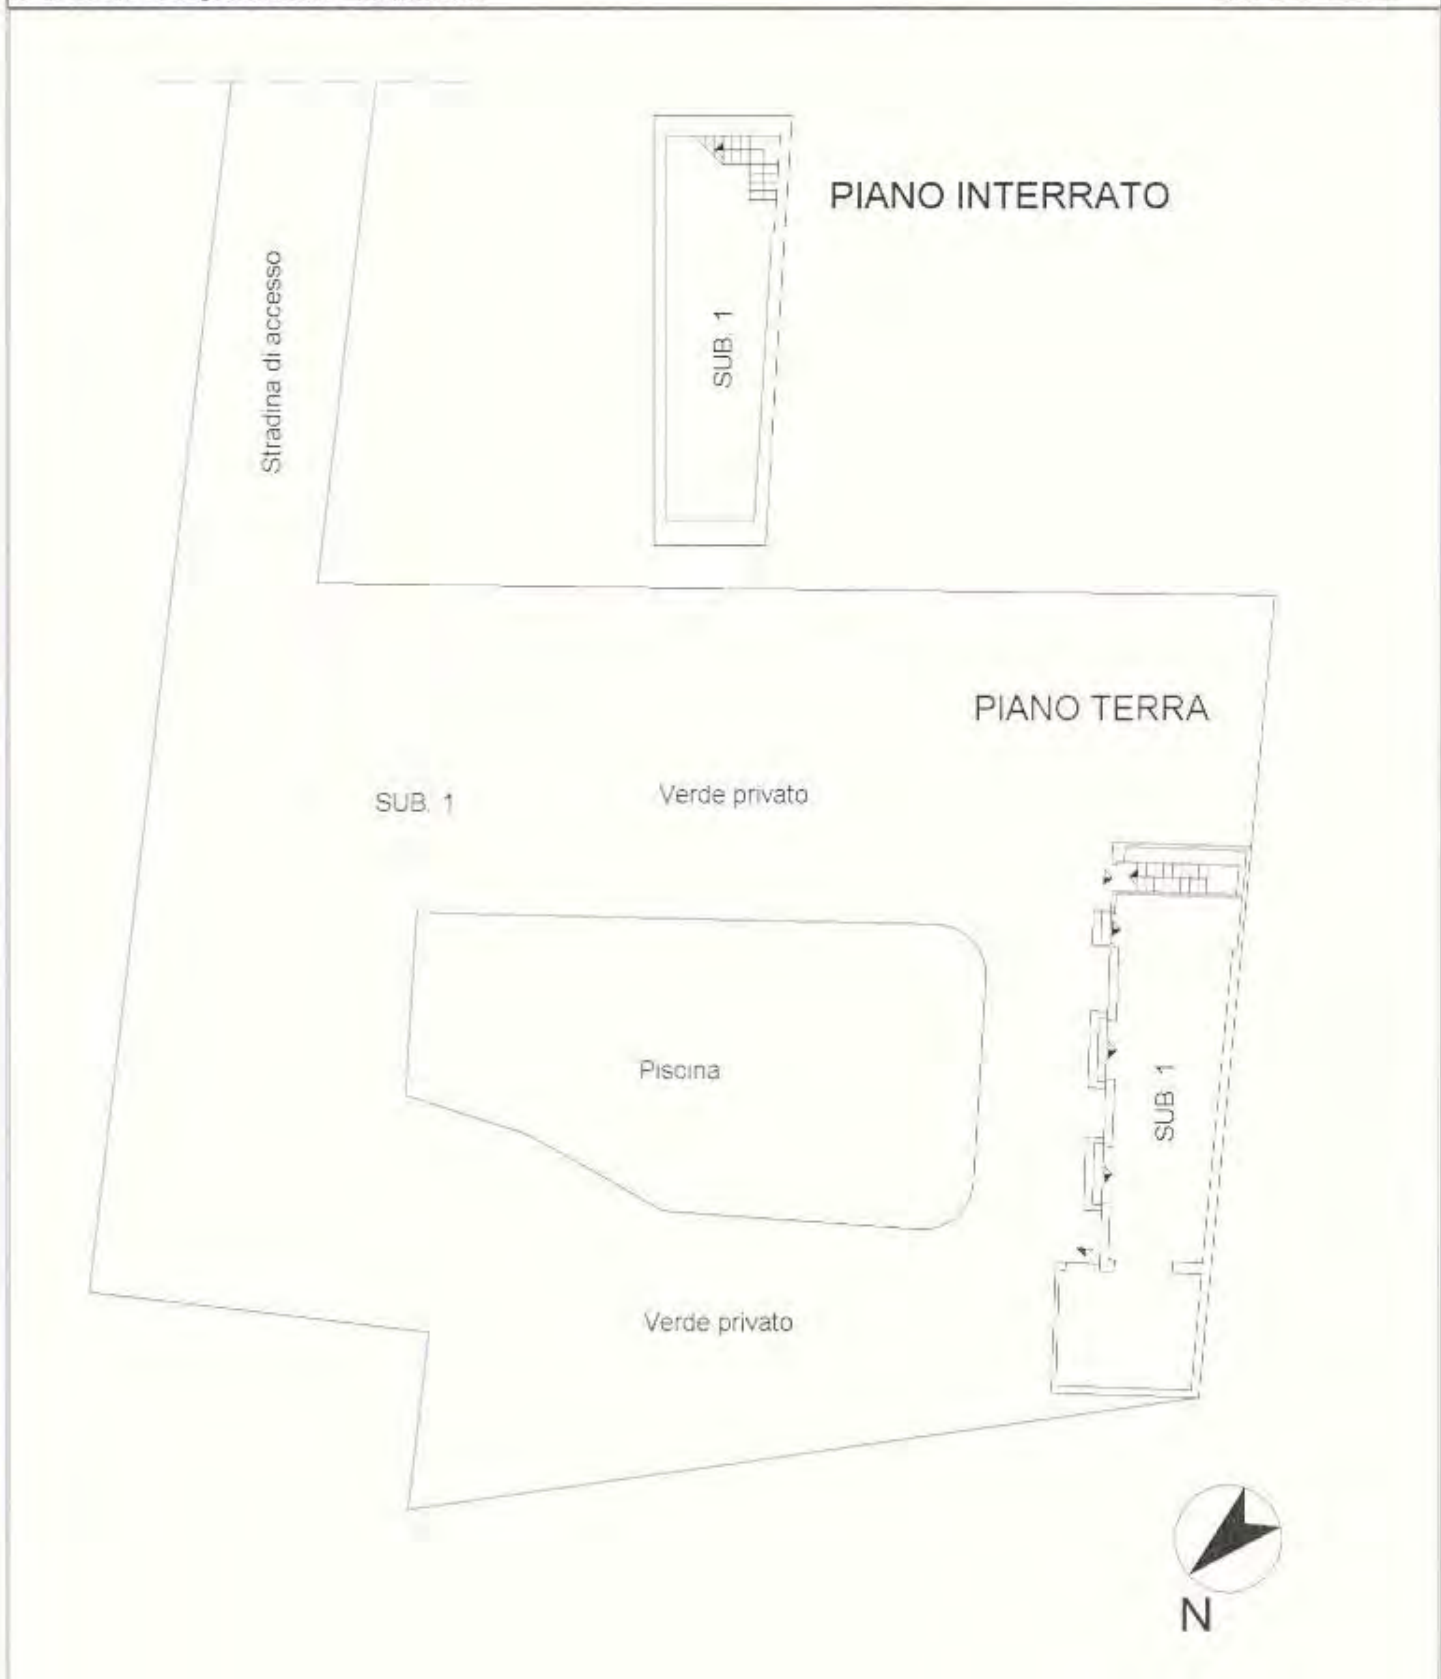 PIANO INTERRATO
Stradina di accesso
SUB. 1
PIANO TERRA
SUB. 1
Verde privato
Piscina
SUB. 1
Verde privato
N